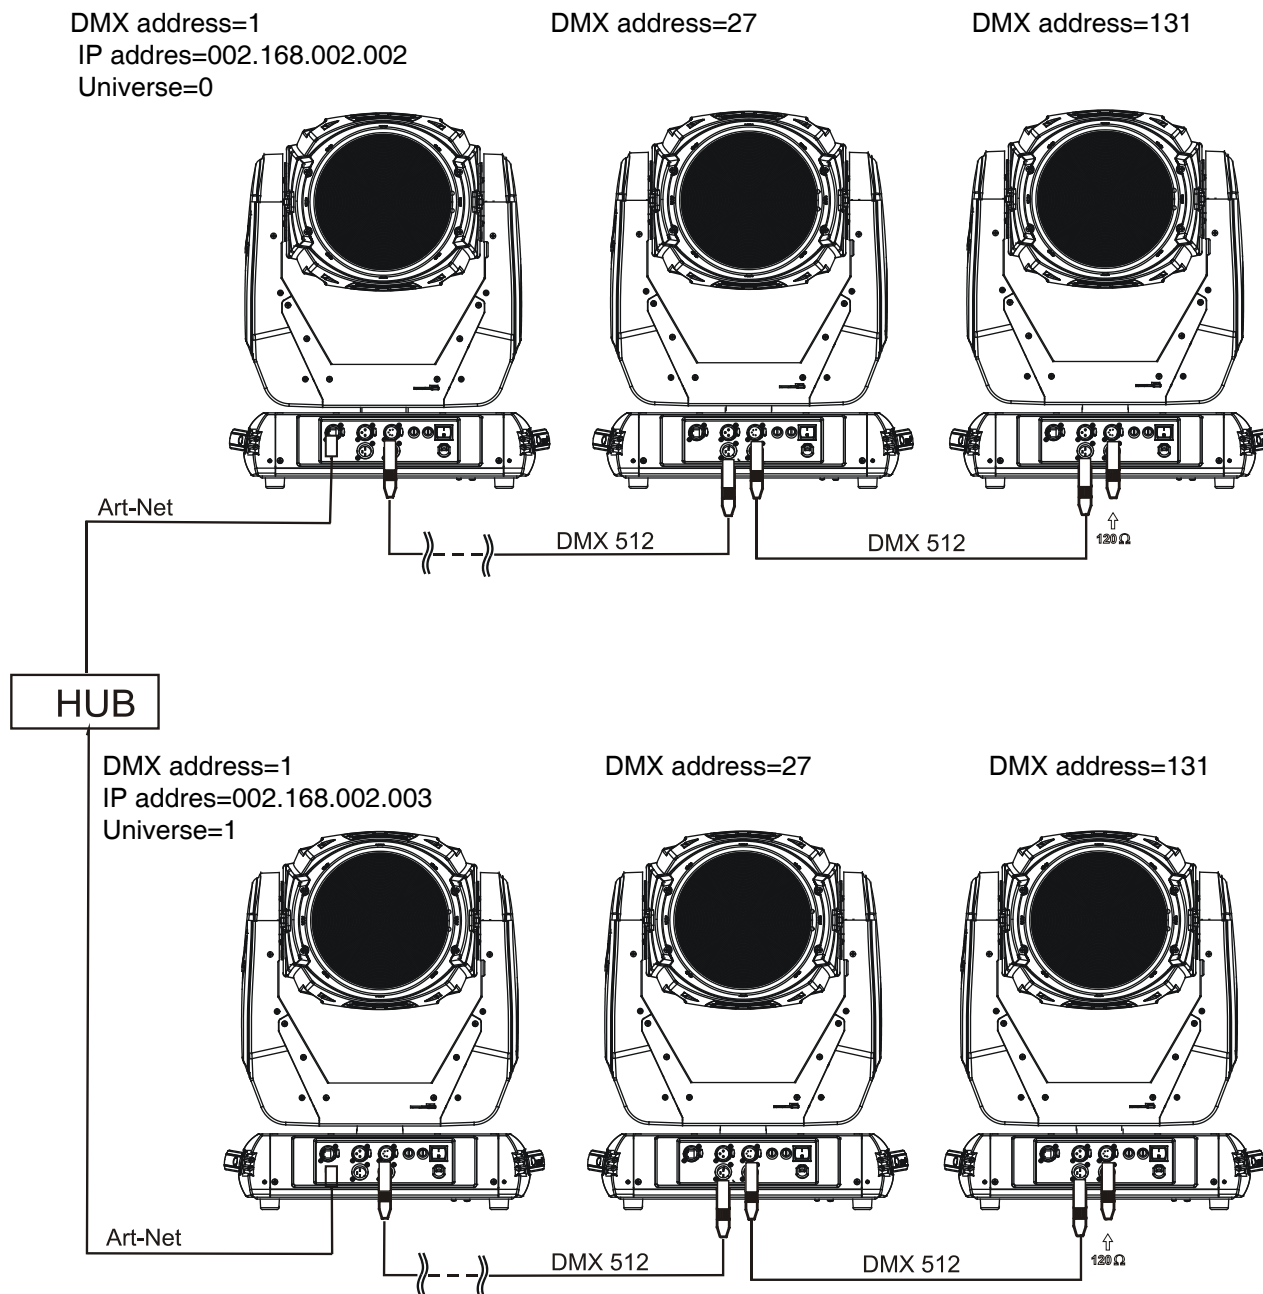 DMX address=1
DMX address=27
DMX address=131
IP addres=002.168.002.002
Universe=0
Art-Net
DMX 512
DMX 512
120 Ω
HUB
DMX address=1
DMX address=27
DMX address=131
IP addres=002.168.002.003
Universe=1
Art-Net
DMX 512
DMX 512
120 Ω